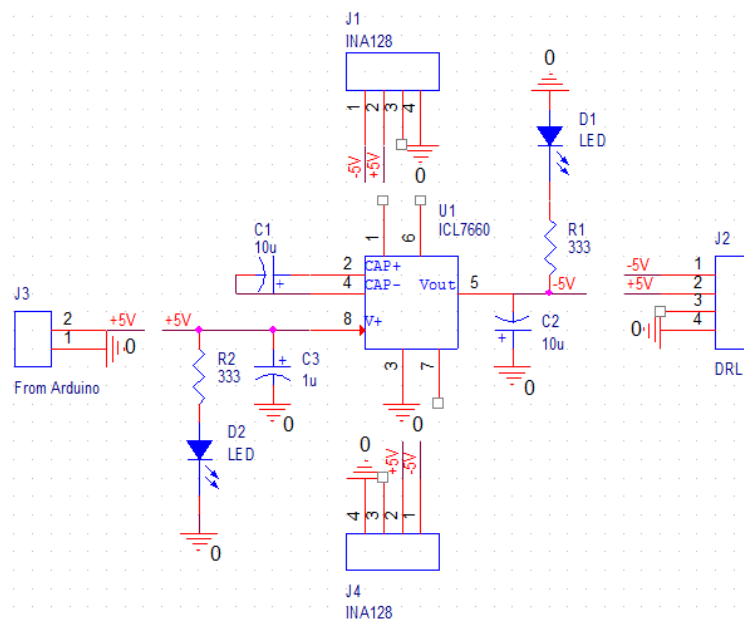 J1
INA128
1
2
3
4
-5V
+5V
0
0
D1
LED
R1
333
U1
ICL7660
1
6
C1
10u
+
2
4
8
CAP+
CAP-
V+
Vout
5
3
7
-5V
J2
-5V
+5V
1
2
3
4
0
DRL
J3
+5V
2
1
0
From Arduino
+5V
R2
333
C3
1u
+
0
D2
LED
0
0
C2
10u
+
0
0
+5V
-5V
4
3
2
1
J4
INA128